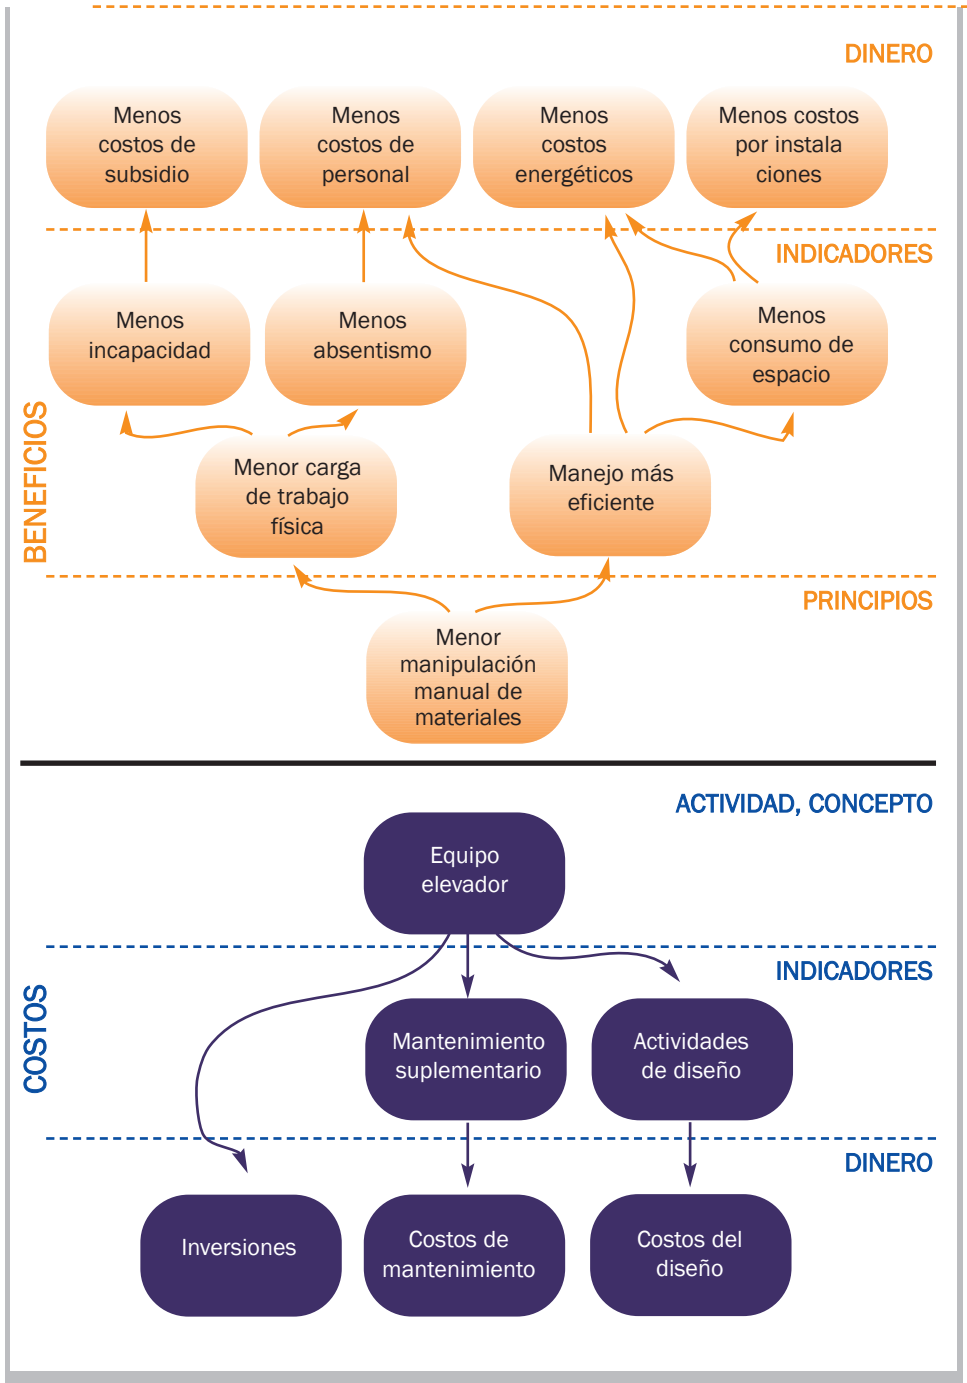 DINERO
Menos
costos de
subsidio
Menos
costos de
personal
Menos
costos
energéticos
Menos costos
por instala
ciones
INDICADORES
Menos
incapacidad
Menos
absentismo
Menos
consumo de
espacio
BENEFICIOS
Menor carga
de trabajo
física
Manejo más
eficiente
PRINCIPIOS
Menor
manipulación
manual de
materiales
ACTIVIDAD, CONCEPTO
Equipo
elevador
INDICADORES
COSTOS
Mantenimiento
suplementario
Actividades
de diseño
DINERO
Inversiones
Costos de
mantenimiento
Costos del
diseño